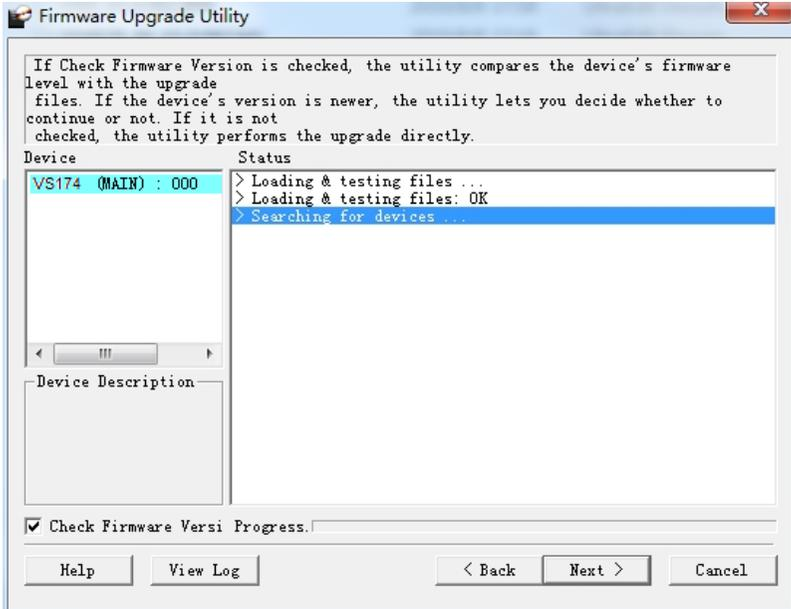 Firmware Upgrade Utility
If Check Firmware Version is checked, the utility compares the device's firmware
level with the upgrade
files. If the device's version is newer, the utility lets you decide whether to
continue or not. If it is
not
checked, the utility performs the upgrade directly.
Device
Status
VS174 (MAIN) : 000
> Loading & testing files ...
> Loading & testing files: OK
> Searching for devices ...
Device Description
Check Firmware Versi Progress.
Help
View Log
< Back
Next >
Cancel